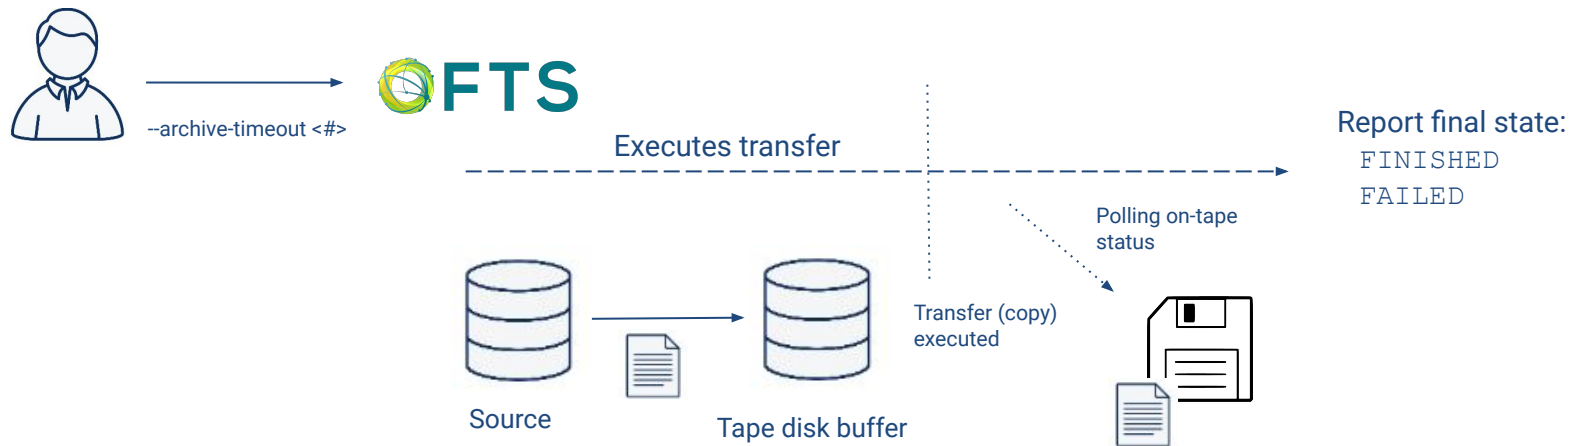 FTS
--archive-timeout <#>
Executes transfer
Report final state:
FINISHED
FAILED
Polling on-tape
status
Transfer (copy)
executed
Source
Tape disk buffer